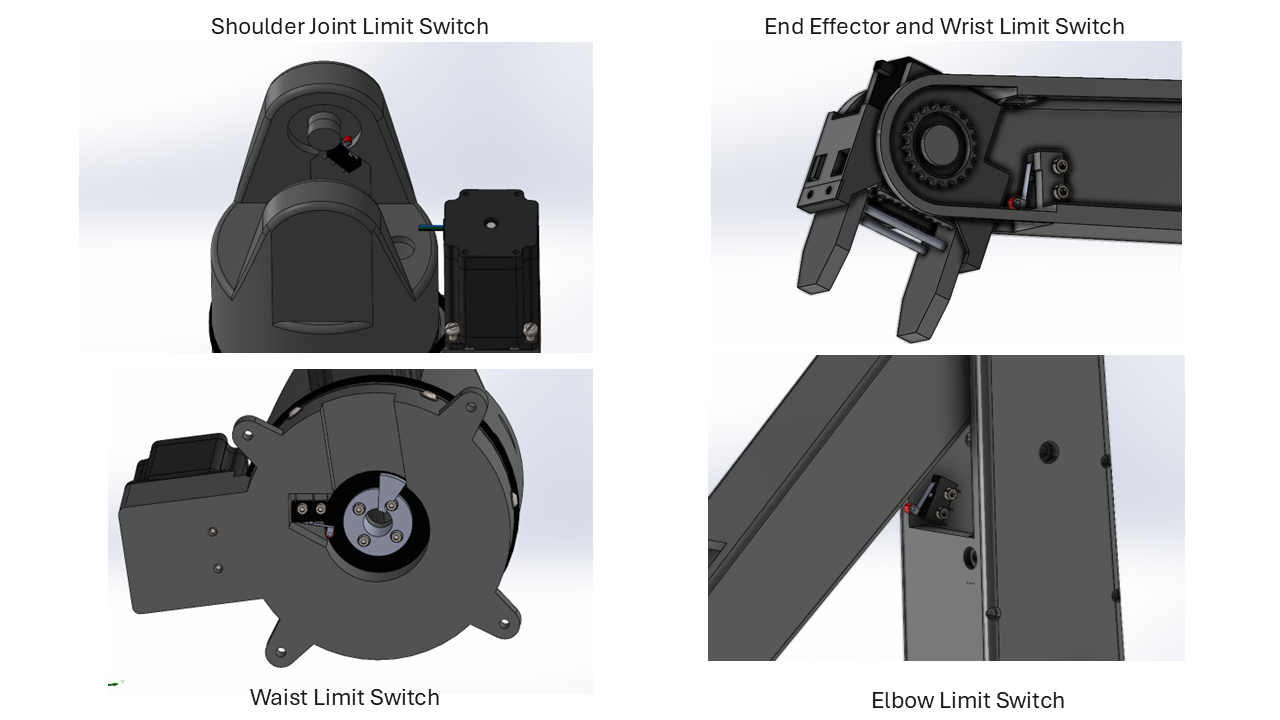 Shoulder Joint Limit Switch
End Effector and Wrist Limit Switch
Waist Limit Switch
Elbow Limit Switch